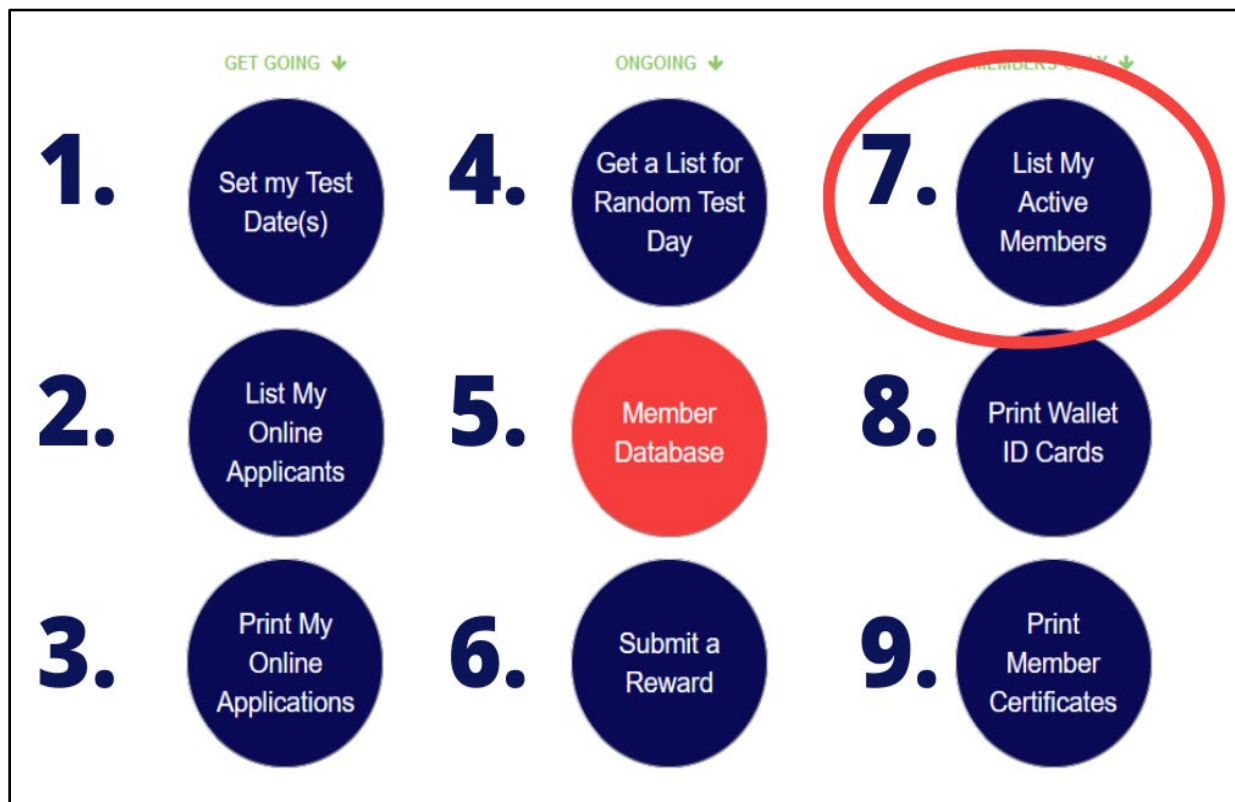 GET GOING
1.
Set my Test
Date(s)
2.
List My
Online
Applicants
3.
Print My
Online
Applications
ONGOING
4.
Get a List for
Random Test
Day
5.
Member
Database
6.
Submit a
Reward
MEMBERS ONLY
7.
List My
Active
Members
8.
Print Wallet
ID Cards
9.
Print
Member
Certificates